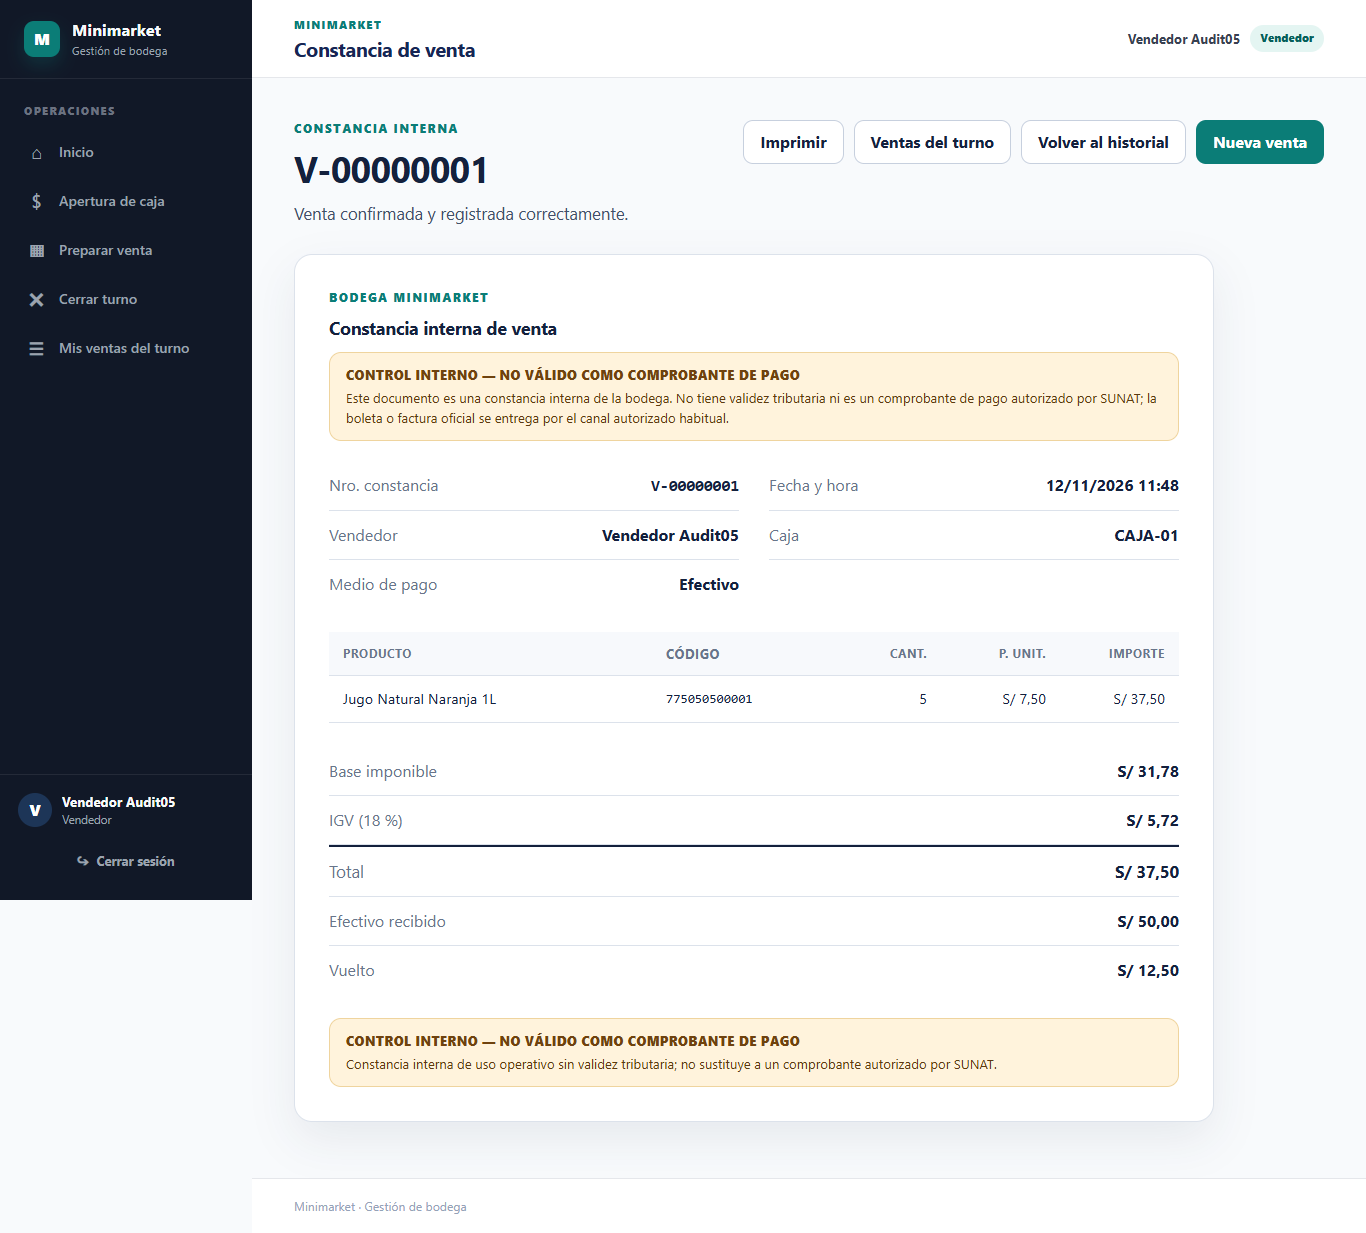 M
Minimarket
Gestión de bodega
OPERACIONES
Inicio
$ Apertura de caja
Preparar venta
Cerrar turno
Mis ventas del turno
V
Vendedor Audit05
Vendedor
Cerrar sesión
MINIMARKET
Constancia de venta
Vendedor Audit05 Vendedor
CONSTANCIA INTERNA
V-00000001
Venta confirmada y registrada correctamente.
Imprimir Ventas del turno Volver al historial Nueva venta
BODEGA MINIMARKET
Constancia interna de venta
CONTROL INTERNO — NO VÁLIDO COMO COMPROBANTE DE PAGO
Este documento es una constancia interna de la bodega. No tiene validez tributaria ni es un comprobante de pago autorizado por SUNAT; la
boleta o factura oficial se entrega por el canal autorizado habitual.
Nro. constancia V-00000001 Fecha y hora 12/11/2026 11:48
Vendedor Vendedor Audit05 Caja CAJA-01
Medio de pago Efectivo
PRODUCTO CÓDIGO CANT. P. UNIT. IMPORTE
Jugo Natural Naranja 1L 775050500001 5 S/ 7,50 S/ 37,50
Base imponible S/ 31,78
IGV (18 %) S/ 5,72
Total S/ 37,50
Efectivo recibido S/ 50,00
Vuelto S/ 12,50
CONTROL INTERNO — NO VÁLIDO COMO COMPROBANTE DE PAGO
Constancia interna de uso operativo sin validez tributaria; no sustituye a un comprobante autorizado por SUNAT.
Minimarket · Gestión de bodega